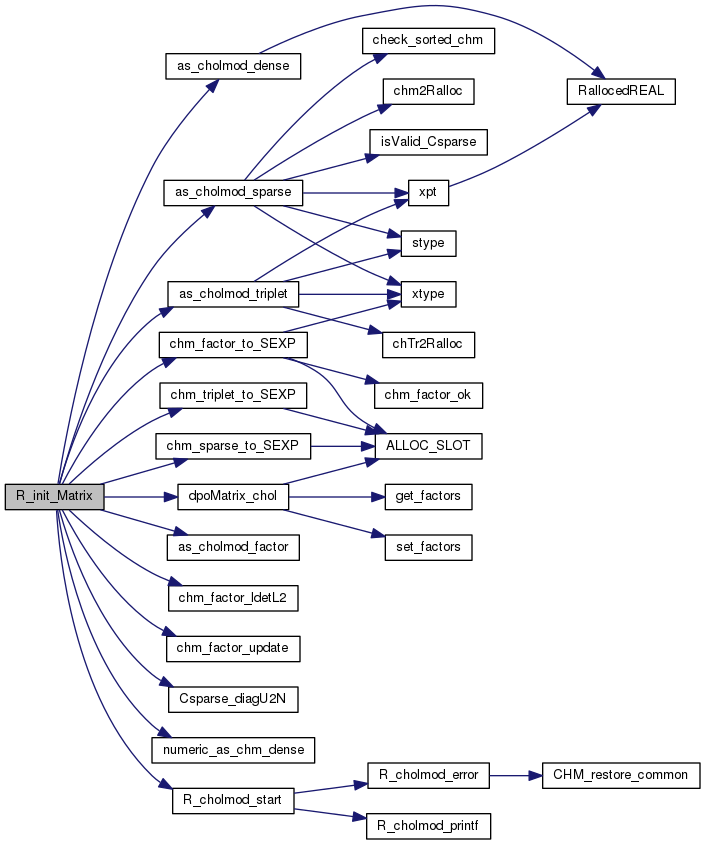 check_sorted_chm
as_cholmod_dense
chm2Ralloc
RallocedREAL
isValid_Csparse
as_cholmod_sparse
xpt
stype
as_cholmod_triplet
xtype
chm_factor_to_SEXP
chTr2Ralloc
chm_triplet_to_SEXP
chm_factor_ok
chm_sparse_to_SEXP
ALLOC_SLOT
R_init_Matrix
dpoMatrix_chol
get_factors
as_cholmod_factor
set_factors
chm_factor_ldetL2
chm_factor_update
Csparse_diagU2N
numeric_as_chm_dense
R_cholmod_error
CHM_restore_common
R_cholmod_start
R_cholmod_printf